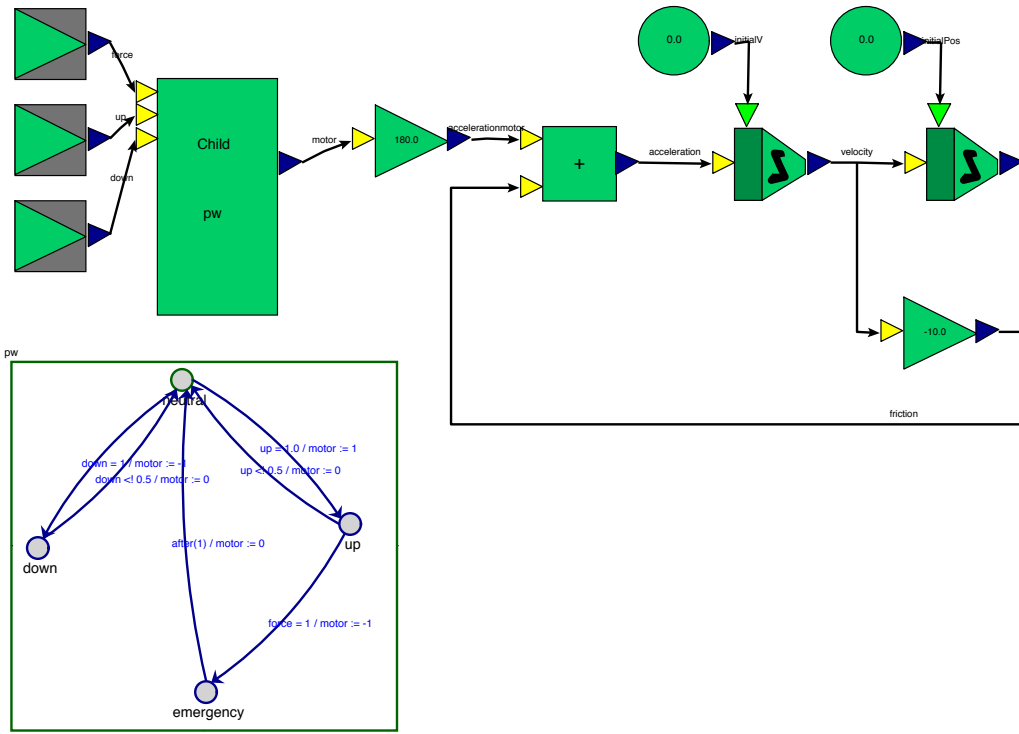 0.0
initialV
0.0
initialPos
force
up
down
Child
pw
motor
180.0
accelerationmotor
+
acceleration
velocity
-10.0
friction
pw
neutral
up = 1.0 / motor := 1
down = 1 / motor := -1
up <! 0.5 / motor := 0
down <! 0.5 / motor := 0
after(1) / motor := 0
up
down
force = 1 / motor := -1
emergency